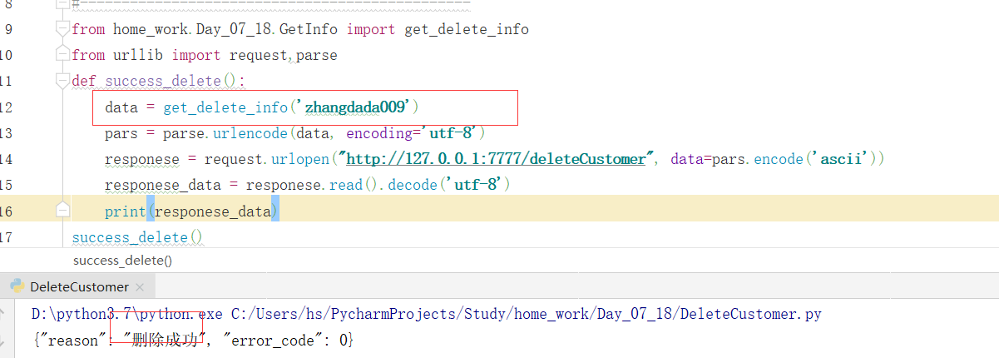 8 #-----------------------------------------------
9 from home_work.Day_07_18.GetInfo import get_delete_info
10 from urllib import request,parse
11 def success_delete():
12 data = get_delete_info('zhangdada009')
13 pars = parse.urlencode(data, encoding='utf-8')
14 responese = request.urlopen("http://127.0.0.1:7777/deleteCustomer", data=pars.encode('ascii'))
15 responese_data = responese.read().decode('utf-8')
16 print(responese_data)
17 success_delete()
success_delete()
DeleteCustomer ×
D:\python3.7\python.exe C:/Users/hs/PycharmProjects/Study/home_work/Day_07_18/DeleteCustomer.py
{"reason": "删除成功", "error_code": 0}